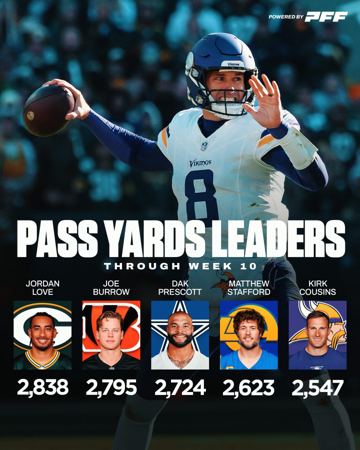 POWERED BY PFF
VIKINGS
8
PASS YARDS LEADERS
THROUGH WEEK 10
JORDAN LOVE
JOE BURROW
DAK PRESCOTT
MATTHEW STAFFORD
KIRK COUSINS
G
B
2,838
2,795
2,724
2,623
2,547